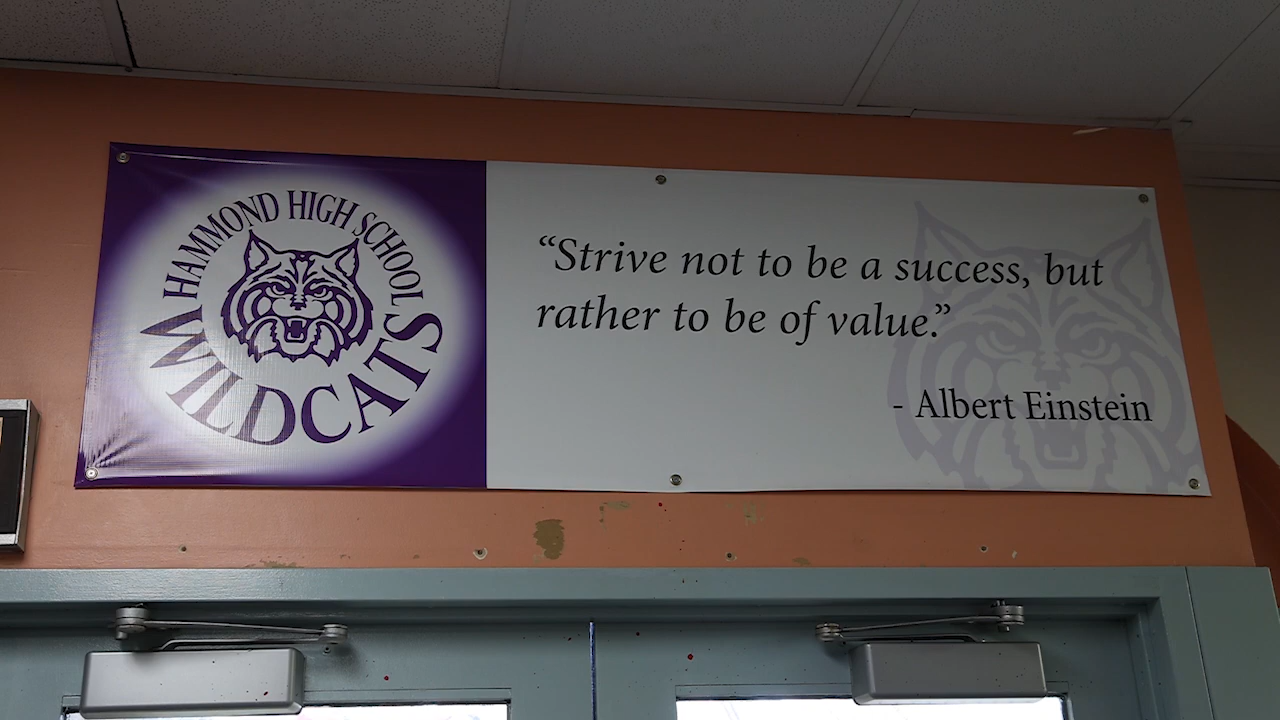 HAMMOND HIGH SCHOOL
WILDCATS
“Strive not to be a success, but
rather to be of value.”
- Albert Einstein